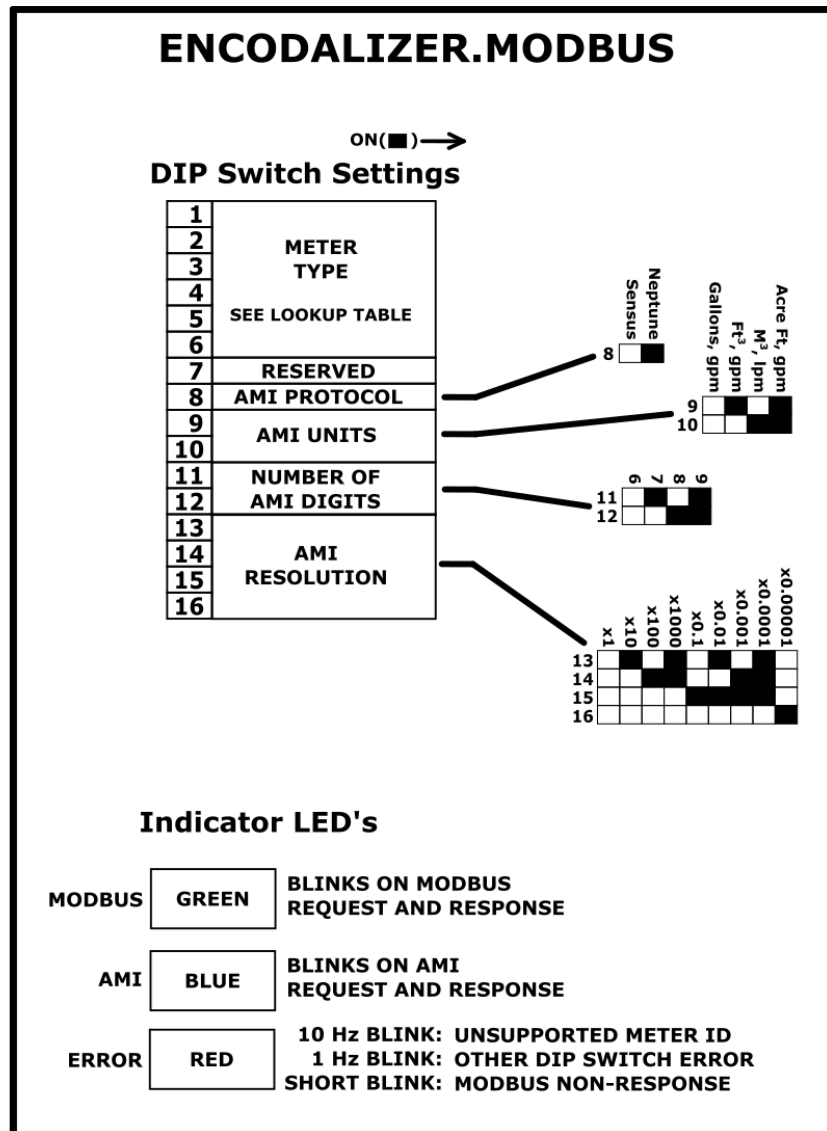 ENCODALIZER.MODBUS
ON(■)
DIP Switch Settings
1
2
3
4
5
6
METER
TYPE
SEE LOOKUP TABLE
7 RESERVED
8 AMI PROTOCOL
9
10
AMI UNITS
11
12
NUMBER OF
AMI DIGITS
13
14
15
16
AMI
RESOLUTION
Sensus
Neptune
8
Gallons, gpm
Ft³, gpm
M³, lpm
Acre Ft, gpm
9
10
6
7
8
9
11
12
x1
x10
x100
x1000
x0.1
x0.01
x0.001
x0.0001
x0.00001
13
14
15
16
Indicator LED's
MODBUS GREEN BLINKS ON MODBUS
REQUEST AND RESPONSE
AMI BLUE BLINKS ON AMI
REQUEST AND RESPONSE
ERROR RED 10 Hz BLINK: UNSUPPORTED METER ID
1 Hz BLINK: OTHER DIP SWITCH ERROR
SHORT BLINK: MODBUS NON-RESPONSE